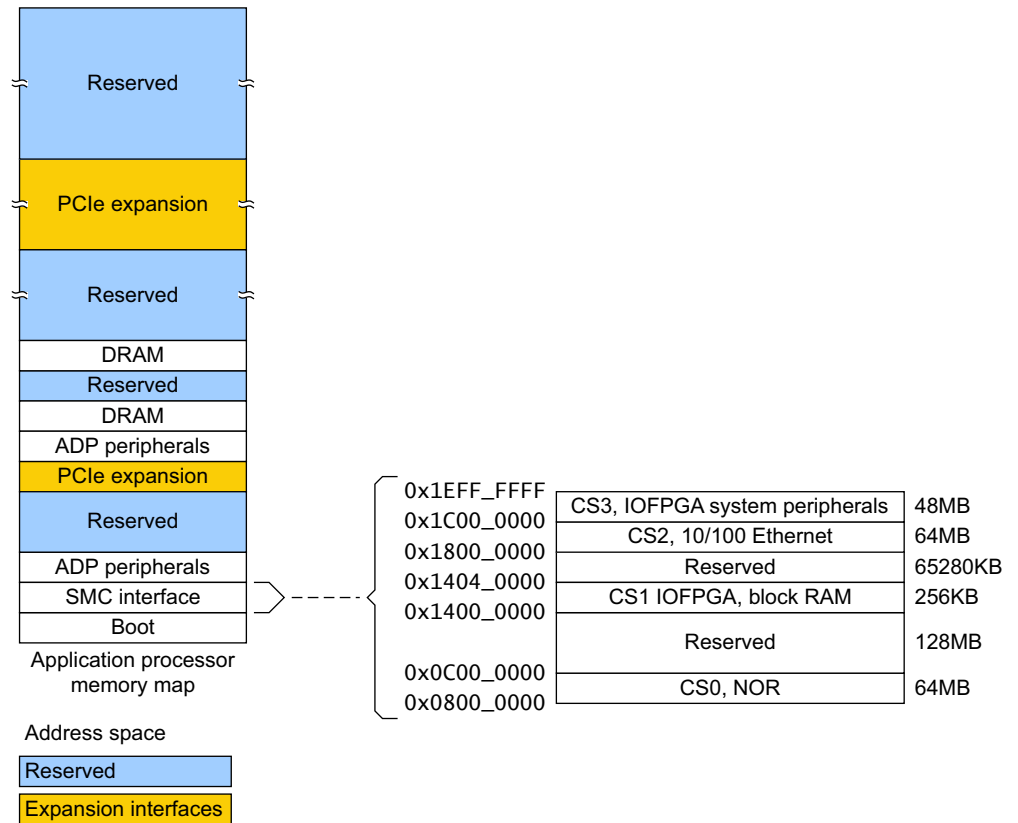 Reserved
PCIe expansion
Reserved
DRAM
Reserved
DRAM
ADP peripherals
PCIe expansion
Reserved
ADP peripherals
SMC interface
Boot
Application processor
memory map
0x1EFF_FFFF
CS3, IOFPGA system peripherals 48MB
0x1C00_0000
CS2, 10/100 Ethernet 64MB
0x1800_0000
Reserved 65280KB
0x1404_0000
CS1 IOFPGA, block RAM 256KB
0x1400_0000
Reserved 128MB
0x0C00_0000
CS0, NOR 64MB
0x0800_0000
Address space
Reserved
Expansion interfaces